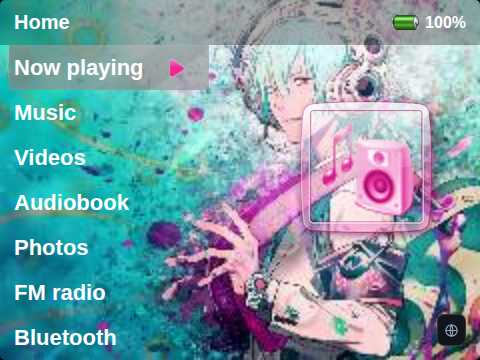 Home
100%
Now playing
Music
Videos
Audiobook
Photos
FM radio
Bluetooth